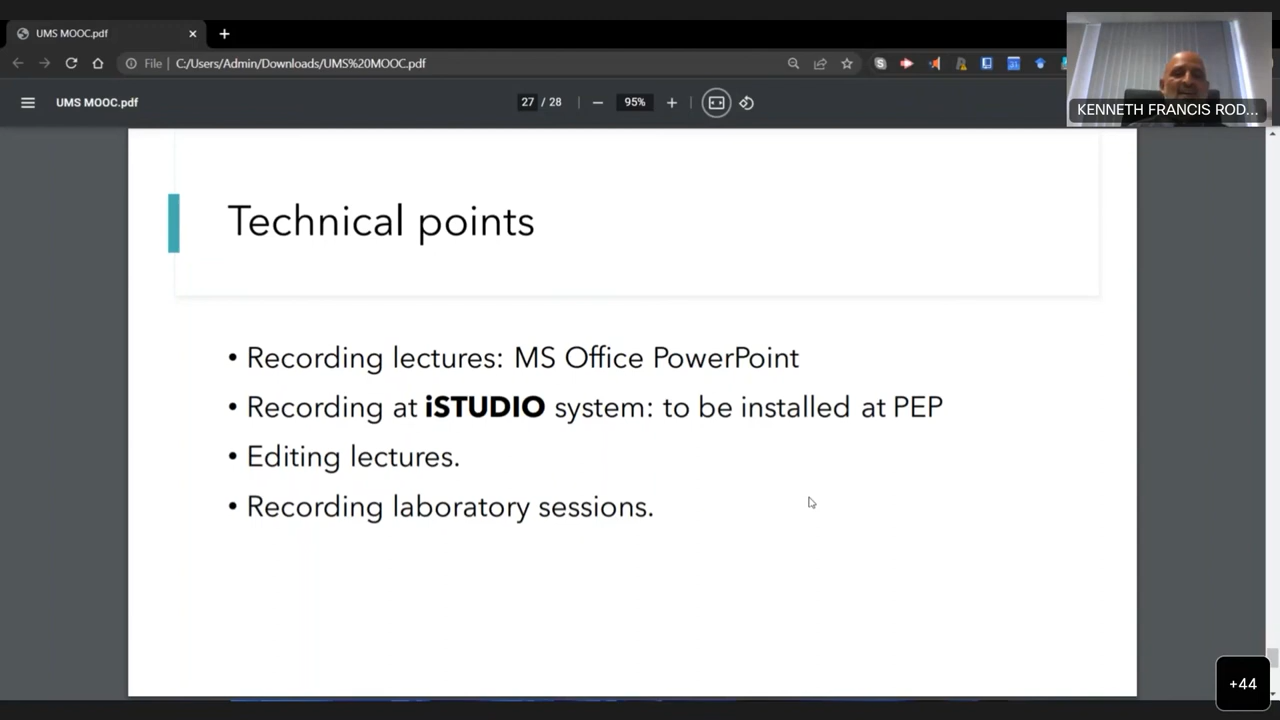 UMS MOOC.pdf
File
C:/Users/Admin/Downloads/UMS%20MOOC.pdf
UMS MOOC.pdf
27 / 28
95%
KENNETH FRANCIS ROD...
Technical points
• Recording lectures: MS Office PowerPoint
• Recording at iSTUDIO system: to be installed at PEP
• Editing lectures.
• Recording laboratory sessions.
+44